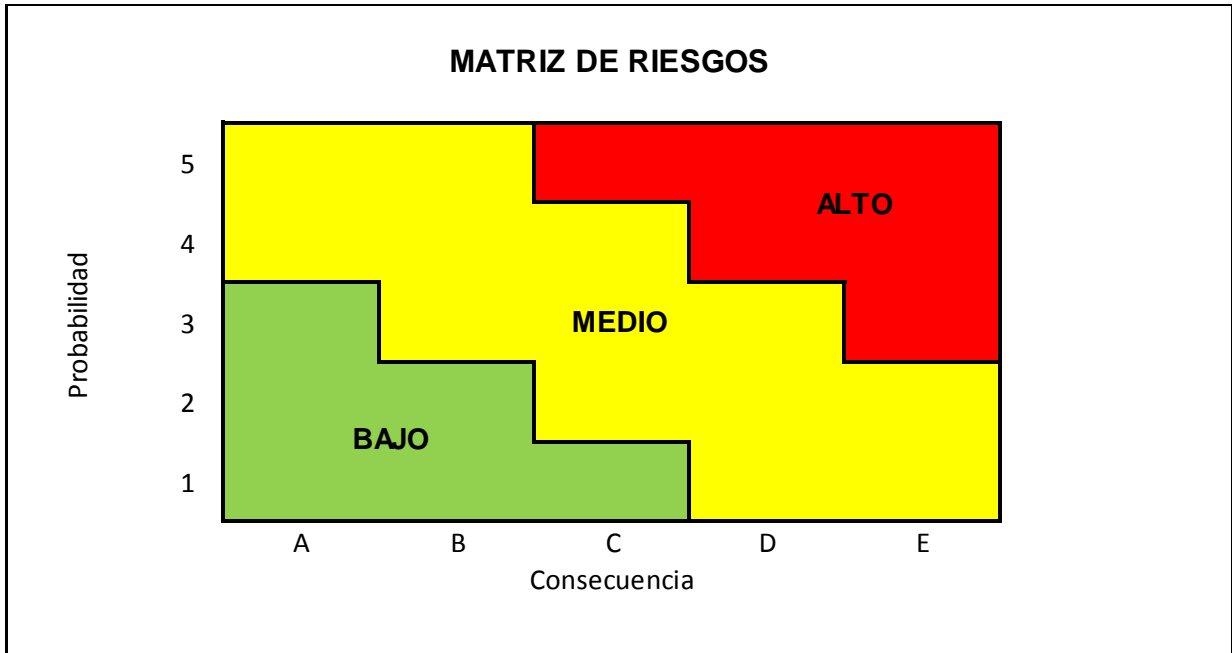 MATRIZ DE RIESGOS
5
ALTO
4
Probabilidad
3
MEDIO
2
BAJO
1
A B C D E
Consecuencia